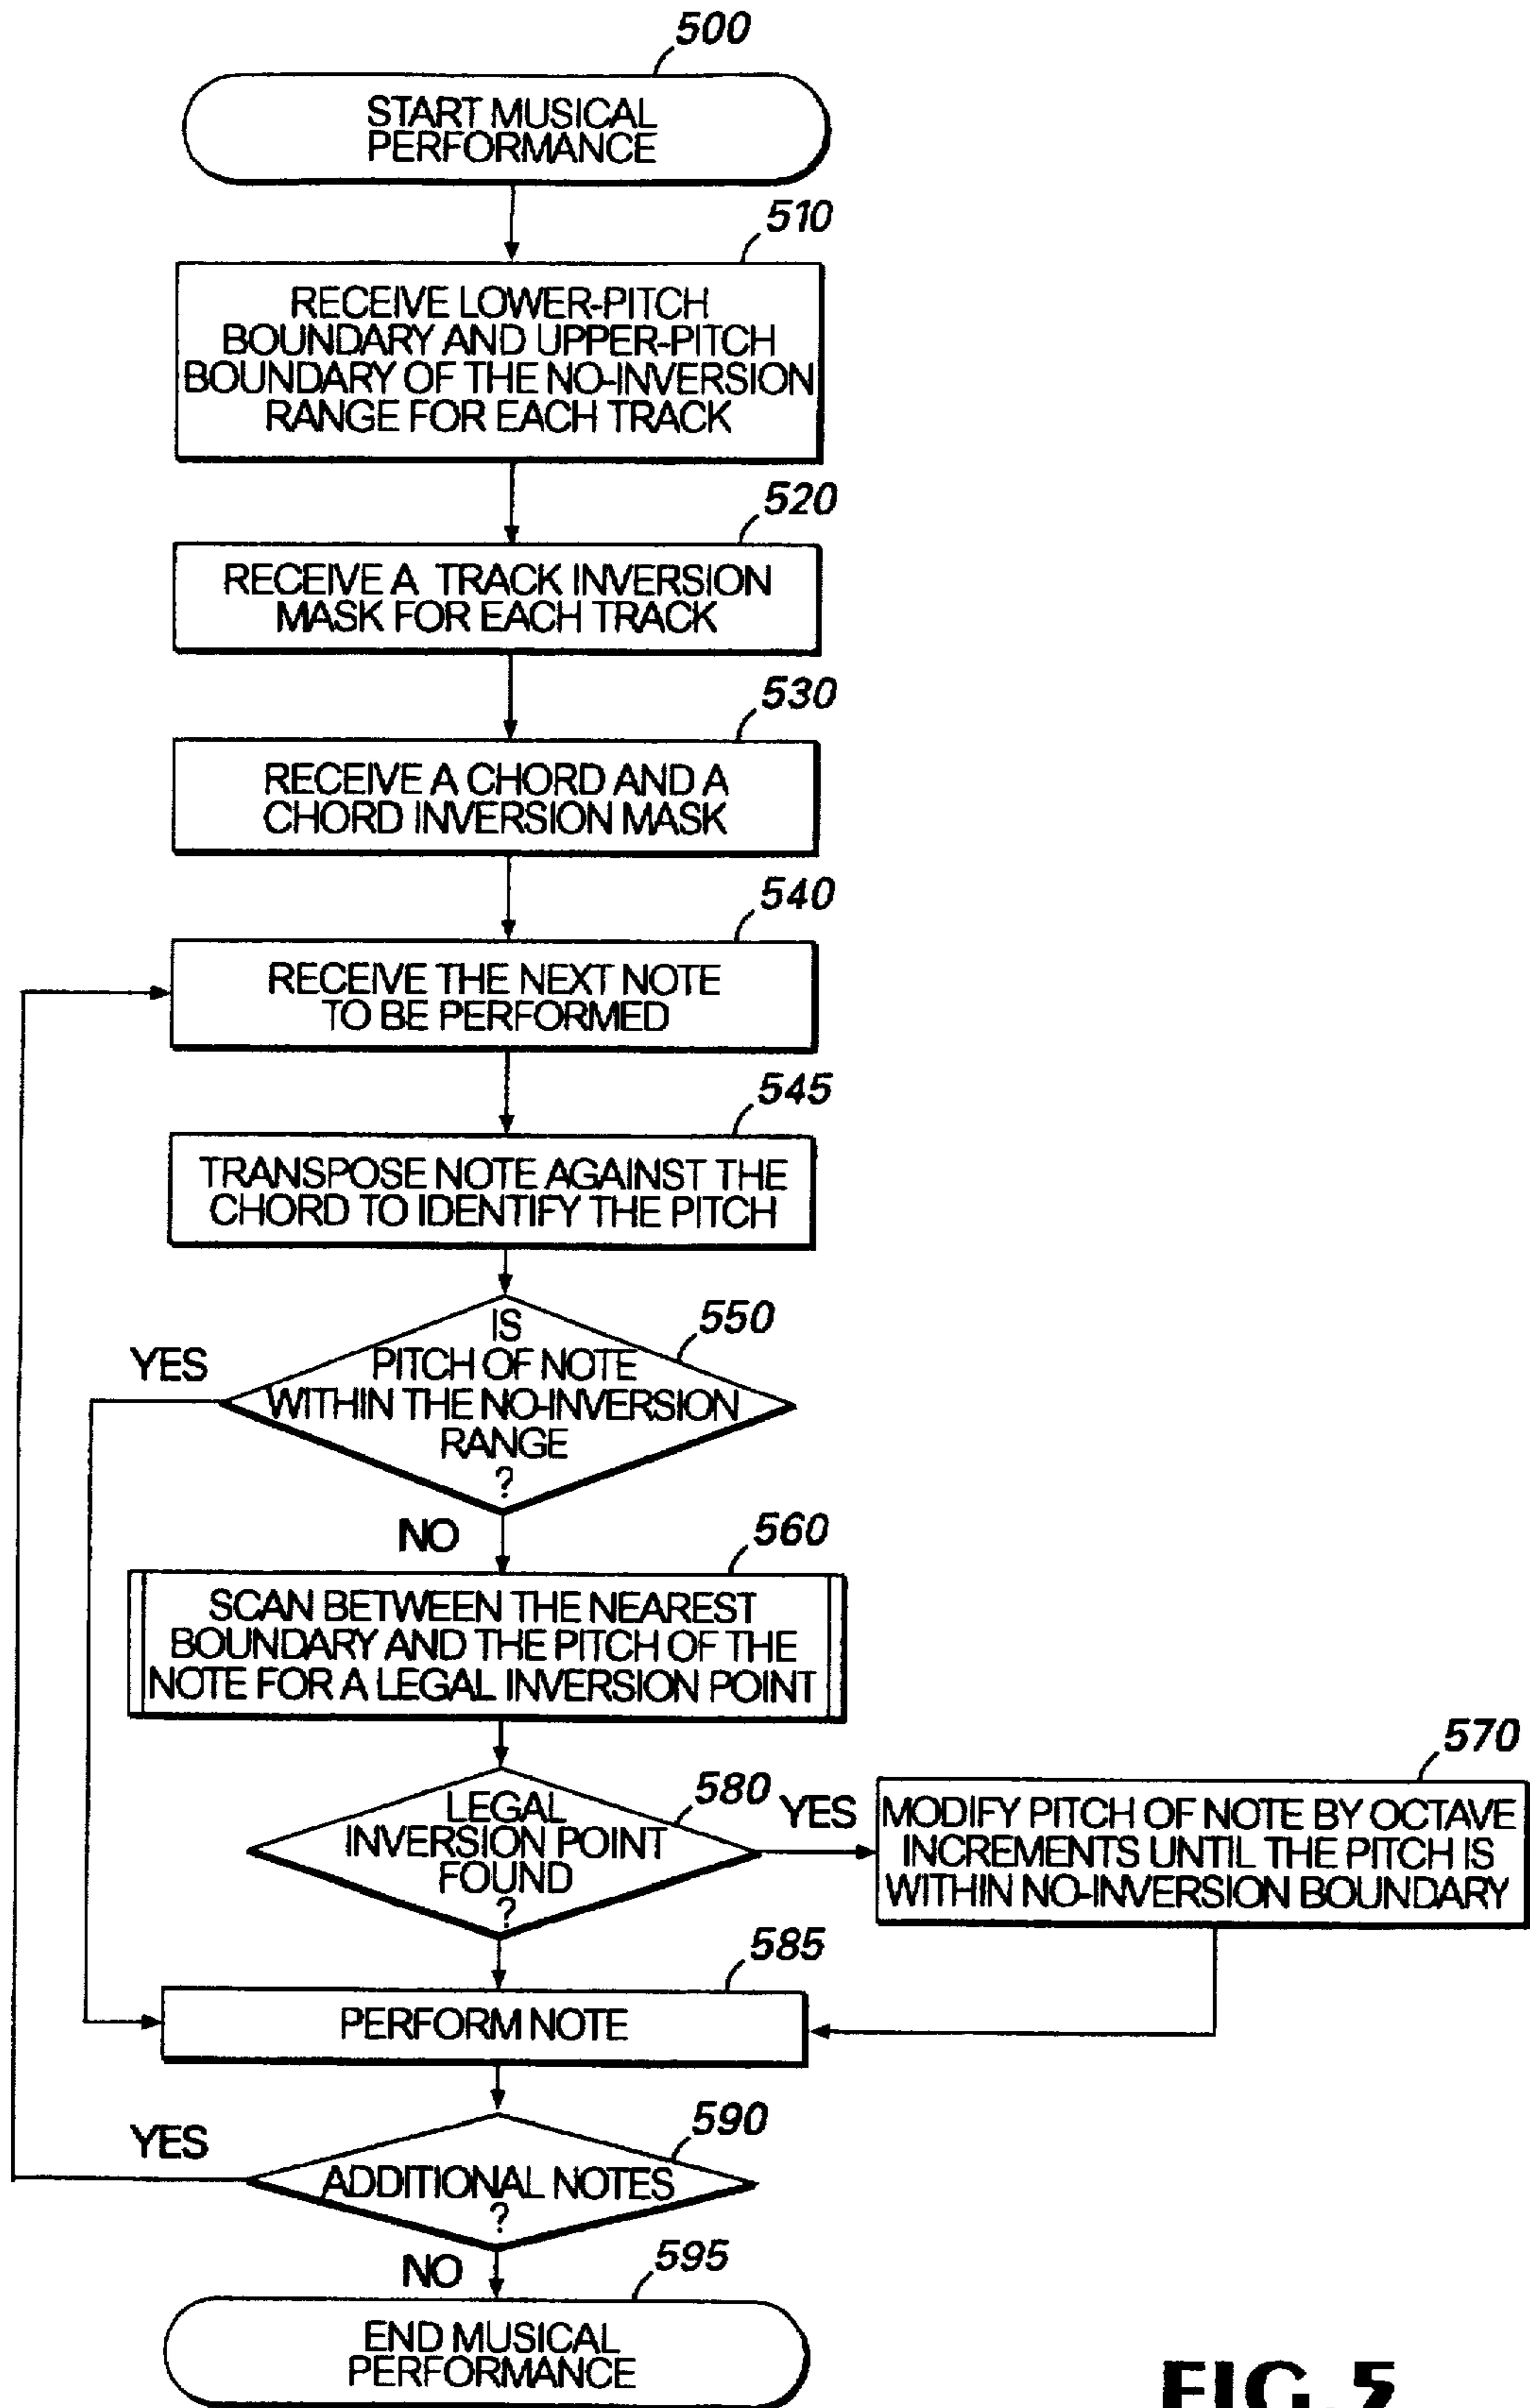 500
START MUSICAL
PERFORMANCE
510
RECEIVE LOWER-PITCH
BOUNDARY AND UPPER-PITCH
BOUNDARY OF THE NO-INVERSION
RANGE FOR EACH TRACK
520
RECEIVE A TRACK INVERSION
MASK FOR EACH TRACK
530
RECEIVE A CHORD AND A
CHORD INVERSION MASK
540
RECEIVE THE NEXT NOTE
TO BE PERFORMED
545
TRANSPOSE NOTE AGAINST THE
CHORD TO IDENTIFY THE PITCH
550
IS
PITCH OF NOTE
WITHIN THE NO-INVERSION
RANGE
?
YES
NO
560
SCAN BETWEEN THE NEAREST
BOUNDARY AND THE PITCH OF THE
NOTE FOR A LEGAL INVERSION POINT
580
LEGAL
INVERSION POINT
FOUND
?
YES
570
MODIFY PITCH OF NOTE BY OCTAVE
INCREMENTS UNTIL THE PITCH IS
WITHIN NO-INVERSION BOUNDARY
585
PERFORM NOTE
590
ADDITIONAL NOTES
?
YES
NO
595
END MUSICAL
PERFORMANCE
FIG. 5